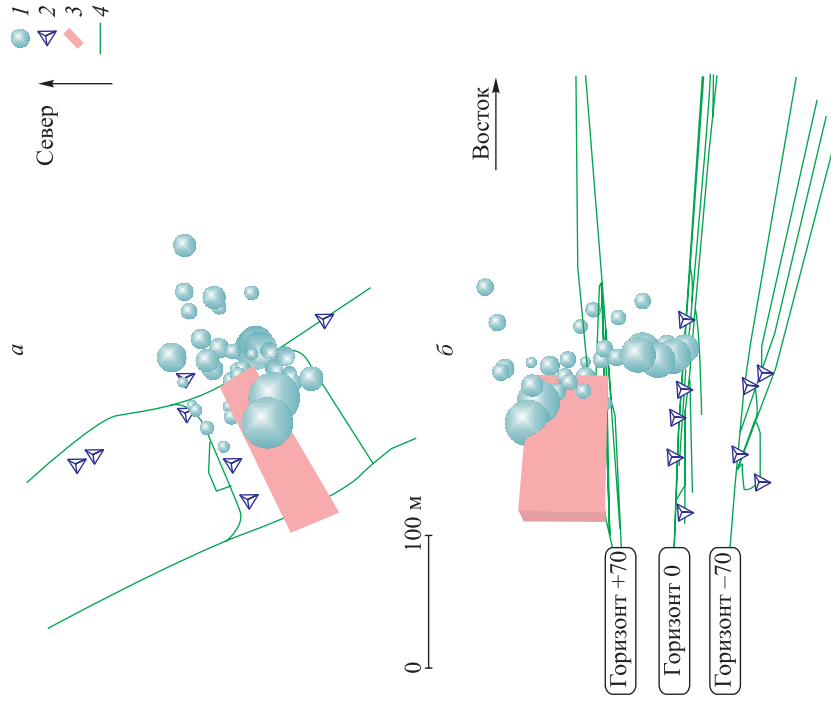 а
Север
1
2
3
4
б
Восток
0
100 м
Горизонт +70
Горизонт 0
Горизонт −70